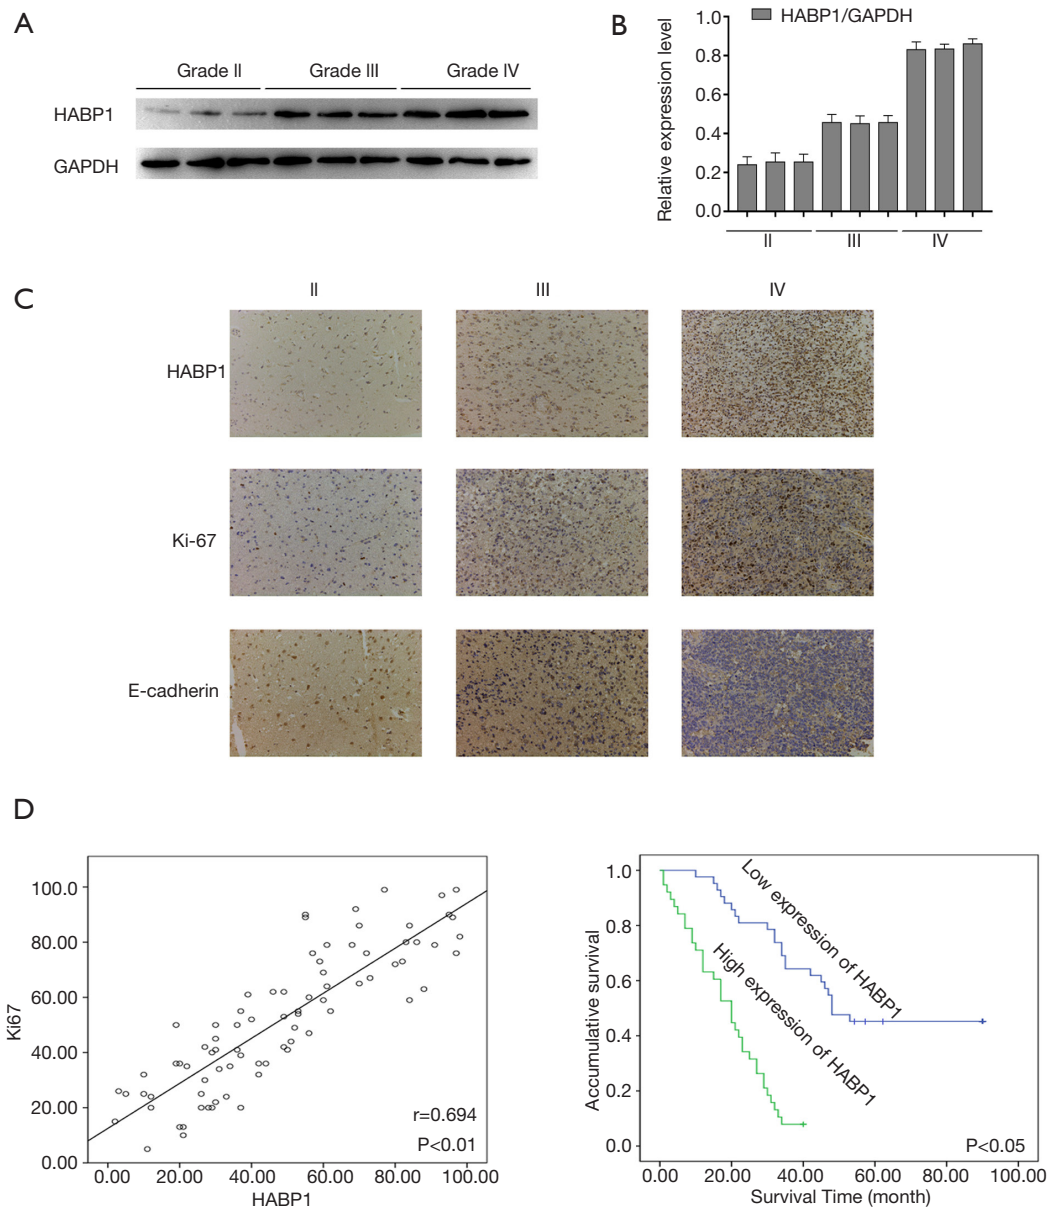 A
Grade II
Grade III
Grade IV
HABP1
GAPDH
B
HABP1/GAPDH
Relative expression level
1.0
0.8
0.6
0.4
0.2
0.0
II
III
IV
C
II
III
IV
HABP1
Ki-67
E-cadherin
D
Ki67
100.0
80.00
60.00
40.00
20.00
0.00
r=0.694
P<0.01
0.00 20.00 40.00 60.00 80.00 100.00
HABP1
Accumulative survival
1.0
0.8
0.6
0.4
0.2
0.0
Low expression of HABP1
High expression of HABP1
P<0.05
0.00 20.00 40.00 60.00 80.00 100.00
Survival Time (month)